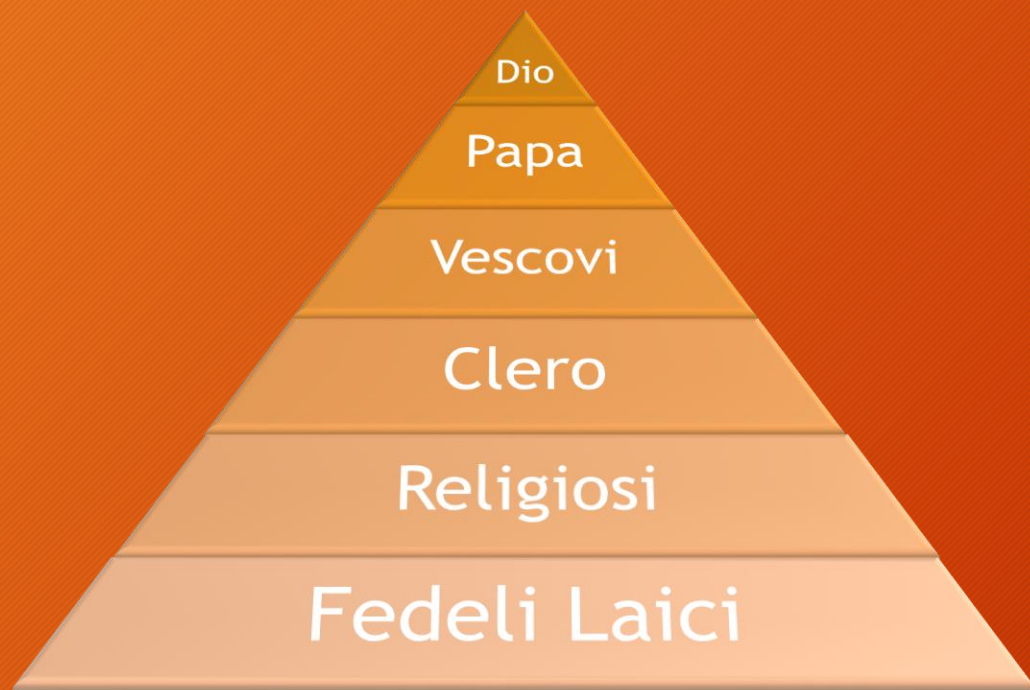 Dio
Papa
Vescovi
Clero
Religiosi
Fedeli Laici